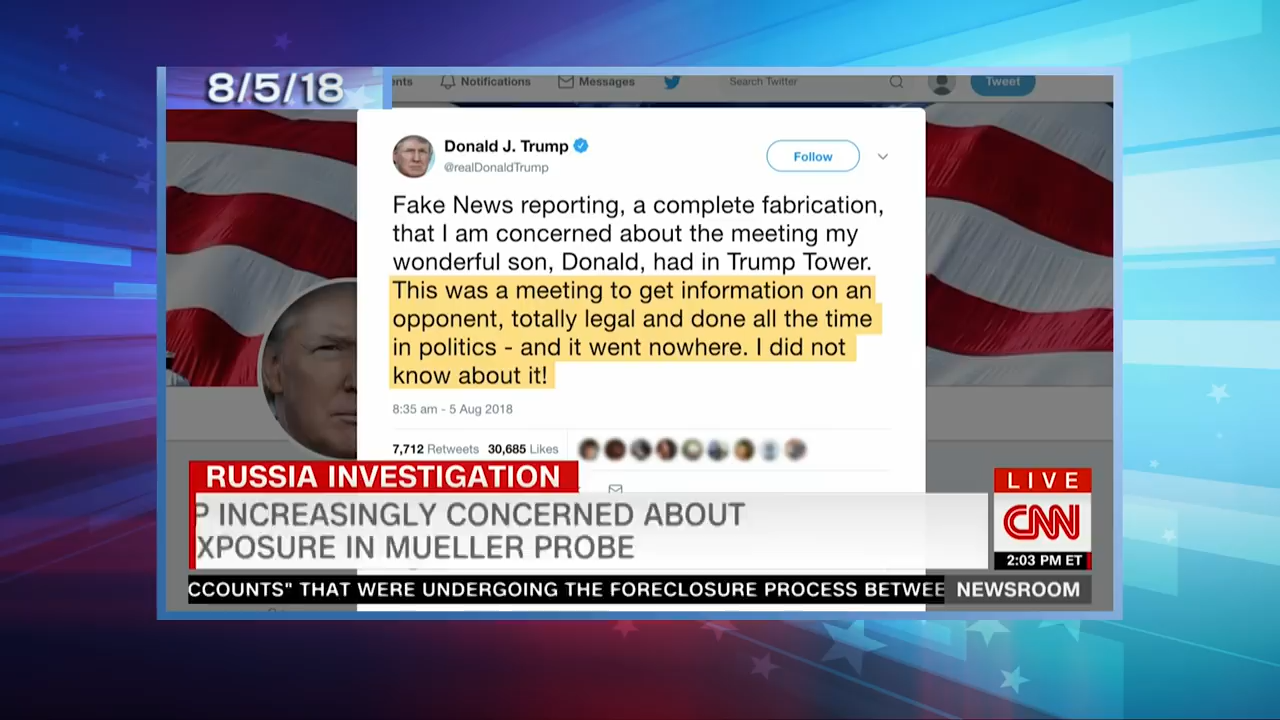 8/5/18
Notifications
Messages
Search Twitter
Tweet
Donald J. Trump
@realDonaldTrump
Follow
Fake News reporting, a complete fabrication,
that I am concerned about the meeting my
wonderful son, Donald, had in Trump Tower.
This was a meeting to get information on an
opponent, totally legal and done all the time
in politics - and it went nowhere. I did not
know about it!
8:35 am - 5 Aug 2018
7,712 Retweets 30,685 Likes
RUSSIA INVESTIGATION
P INCREASINGLY CONCERNED ABOUT
XPOSURE IN MUELLER PROBE
LIVE
CNN
2:03 PM ET
CCOUNTS" THAT WERE UNDERGOING THE FORECLOSURE PROCESS BETWEE
NEWSROOM